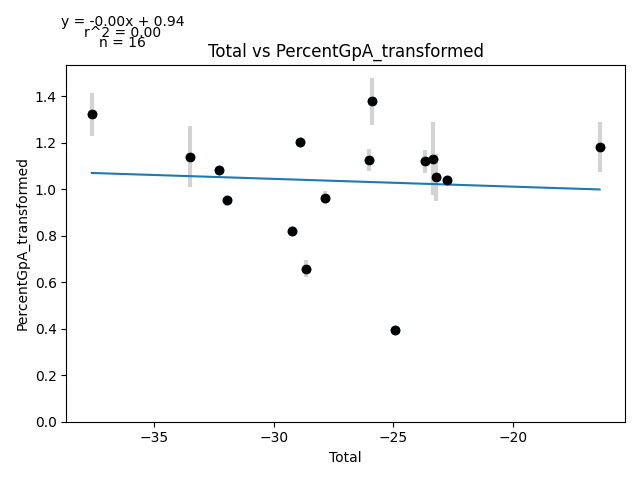 y = -0.00x + 0.94
r^2 = 0.00
n = 16
Total vs PercentGpA_transformed
PercentGpA_transformed
1.4
1.2
1.0
0.8
0.6
0.4
0.2
0.0
−35 −30 −25 −20
Total